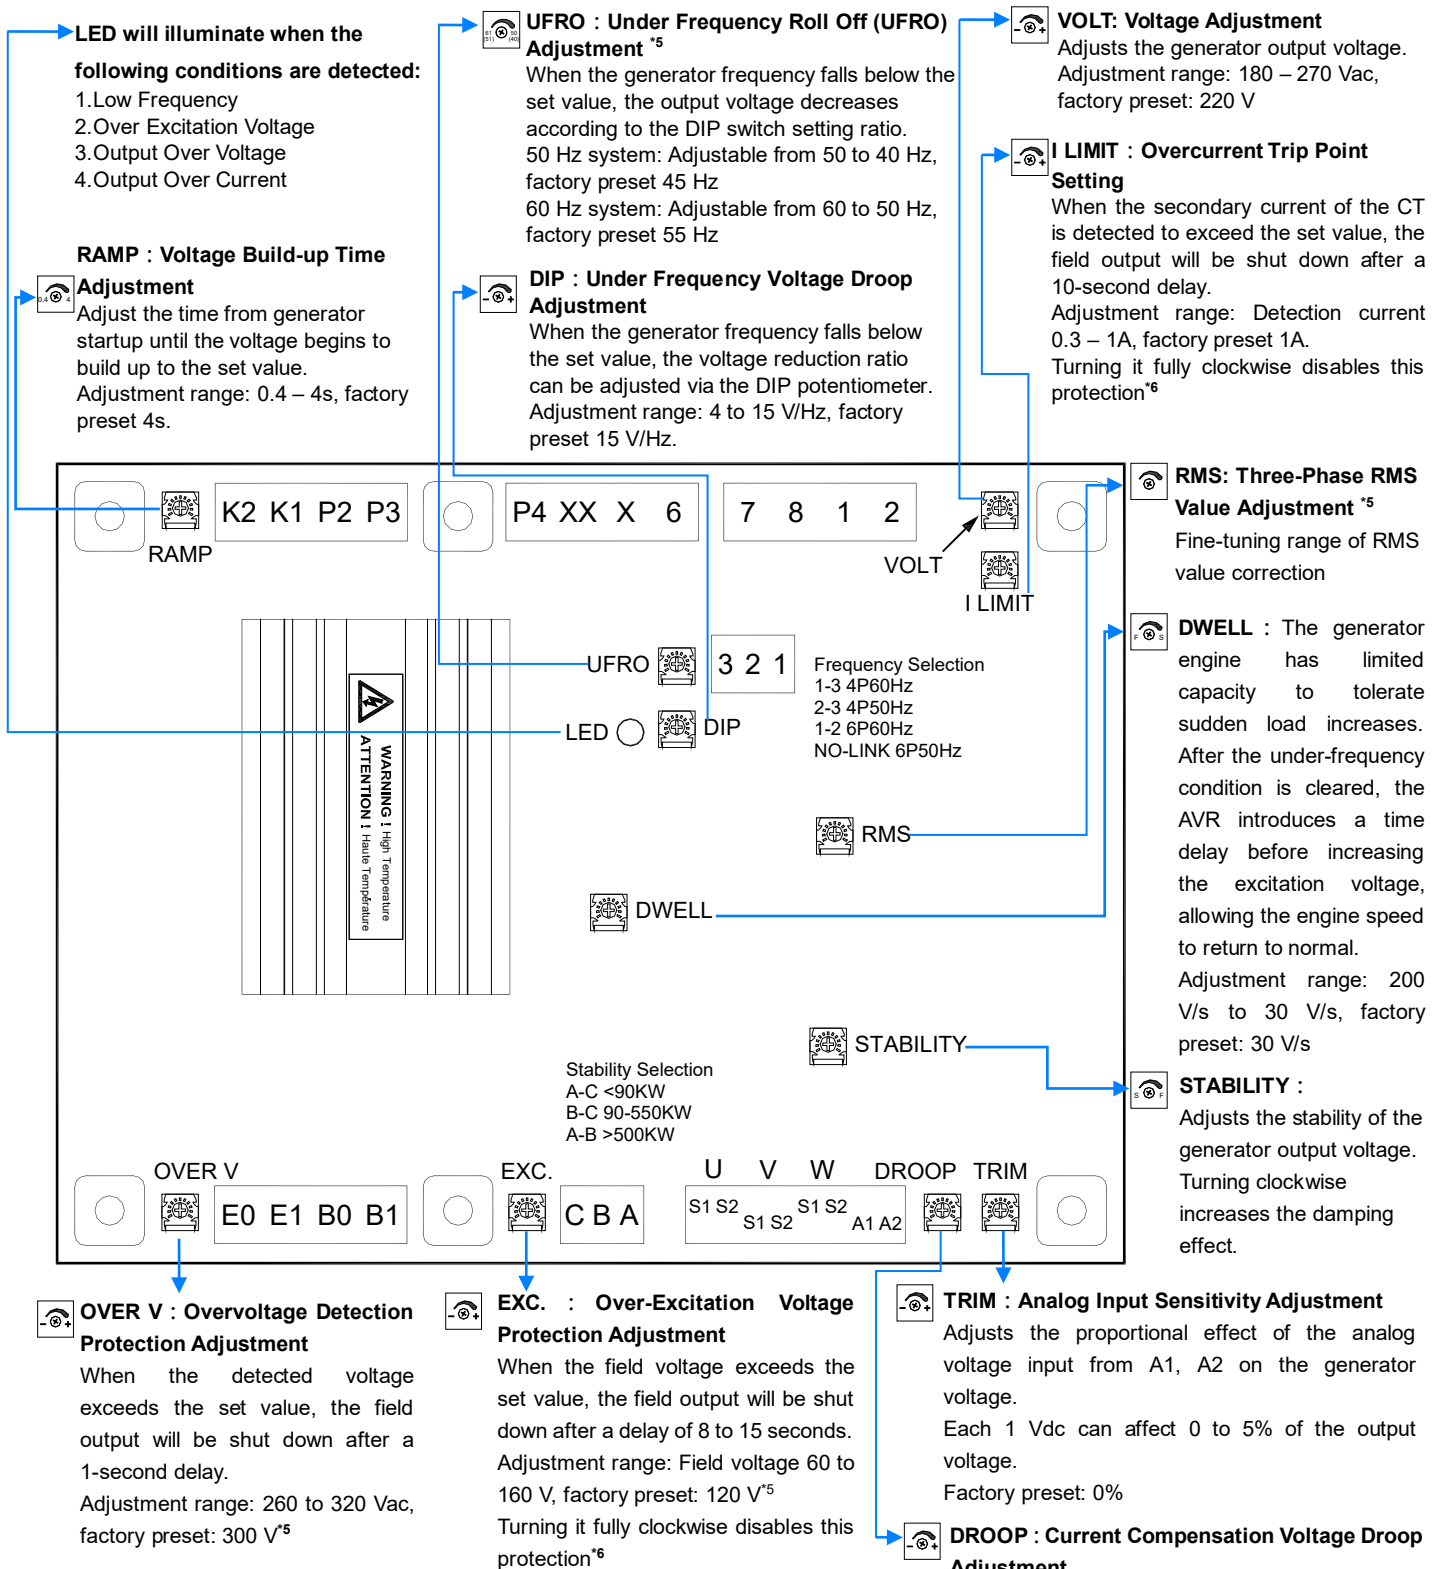 LED will illuminate when the
following conditions are detected:
1.Low Frequency
2.Over Excitation Voltage
3.Output Over Voltage
4.Output Over Current
RAMP：Voltage Build-up Time
Adjustment
0.4 4
Adjust the time from generator
startup until the voltage begins to
build up to the set value.
Adjustment range: 0.4 – 4s, factory
preset 4s.
61 50
(51) (40)
UFRO：Under Frequency Roll Off (UFRO)
Adjustment *5
When the generator frequency falls below the
set value, the output voltage decreases
according to the DIP switch setting ratio.
50 Hz system: Adjustable from 50 to 40 Hz,
factory preset 45 Hz
60 Hz system: Adjustable from 60 to 50 Hz,
factory preset 55 Hz
- +
DIP：Under Frequency Voltage Droop
Adjustment
When the generator frequency falls below
the set value, the voltage reduction ratio
can be adjusted via the DIP potentiometer.
Adjustment range: 4 to 15 V/Hz, factory
preset 15 V/Hz.
- +
VOLT: Voltage Adjustment
Adjusts the generator output voltage.
Adjustment range: 180 – 270 Vac,
factory preset: 220 V
- +
I LIMIT：Overcurrent Trip Point
Setting
When the secondary current of the CT
is detected to exceed the set value, the
field output will be shut down after a
10-second delay.
Adjustment range: Detection current
0.3 – 1A, factory preset 1A.
Turning it fully clockwise disables this
protection*6
RMS: Three-Phase RMS
Value Adjustment *5
Fine-tuning range of RMS
value correction
F S
DWELL：The generator
engine has limited
capacity to tolerate
sudden load increases.
After the under-frequency
condition is cleared, the
AVR introduces a time
delay before increasing
the excitation voltage,
allowing the engine speed
to return to normal.
Adjustment range: 200
V/s to 30 V/s, factory
preset: 30 V/s
S F
STABILITY：
Adjusts the stability of the
generator output voltage.
Turning clockwise
increases the damping
effect.
K2 K1 P2 P3
P4 XX X 6
7 8 1 2
RAMP
VOLT
I LIMIT
UFRO
3 2 1
LED
DIP
Frequency Selection
1-3 4P60Hz
2-3 4P50Hz
1-2 6P60Hz
NO-LINK 6P50Hz
WARNING ! High Temperature
ATTENTION ! Haute Température
RMS
DWELL
STABILITY
Stability Selection
A-C <90KW
B-C 90-550KW
A-B >500KW
OVER V
EXC.
U V W
DROOP
TRIM
E0 E1 B0 B1
C B A
S1 S2
S1 S2
S1 S2
A1 A2
- +
OVER V：Overvoltage Detection
Protection Adjustment
When the detected voltage
exceeds the set value, the field
output will be shut down after a
1-second delay.
Adjustment range: 260 to 320 Vac,
factory preset: 300 V*5
- +
EXC.：Over-Excitation Voltage
Protection Adjustment
When the field voltage exceeds the
set value, the field output will be shut
down after a delay of 8 to 15 seconds.
Adjustment range: Field voltage 60 to
160 V, factory preset: 120 V*5
Turning it fully clockwise disables this
protection*6
- +
TRIM：Analog Input Sensitivity Adjustment
Adjusts the proportional effect of the analog
voltage input from A1, A2 on the generator
voltage.
Each 1 Vdc can affect 0 to 5% of the output
voltage.
Factory preset: 0%
- +
DROOP：Current Compensation Voltage Droop
Adjustment